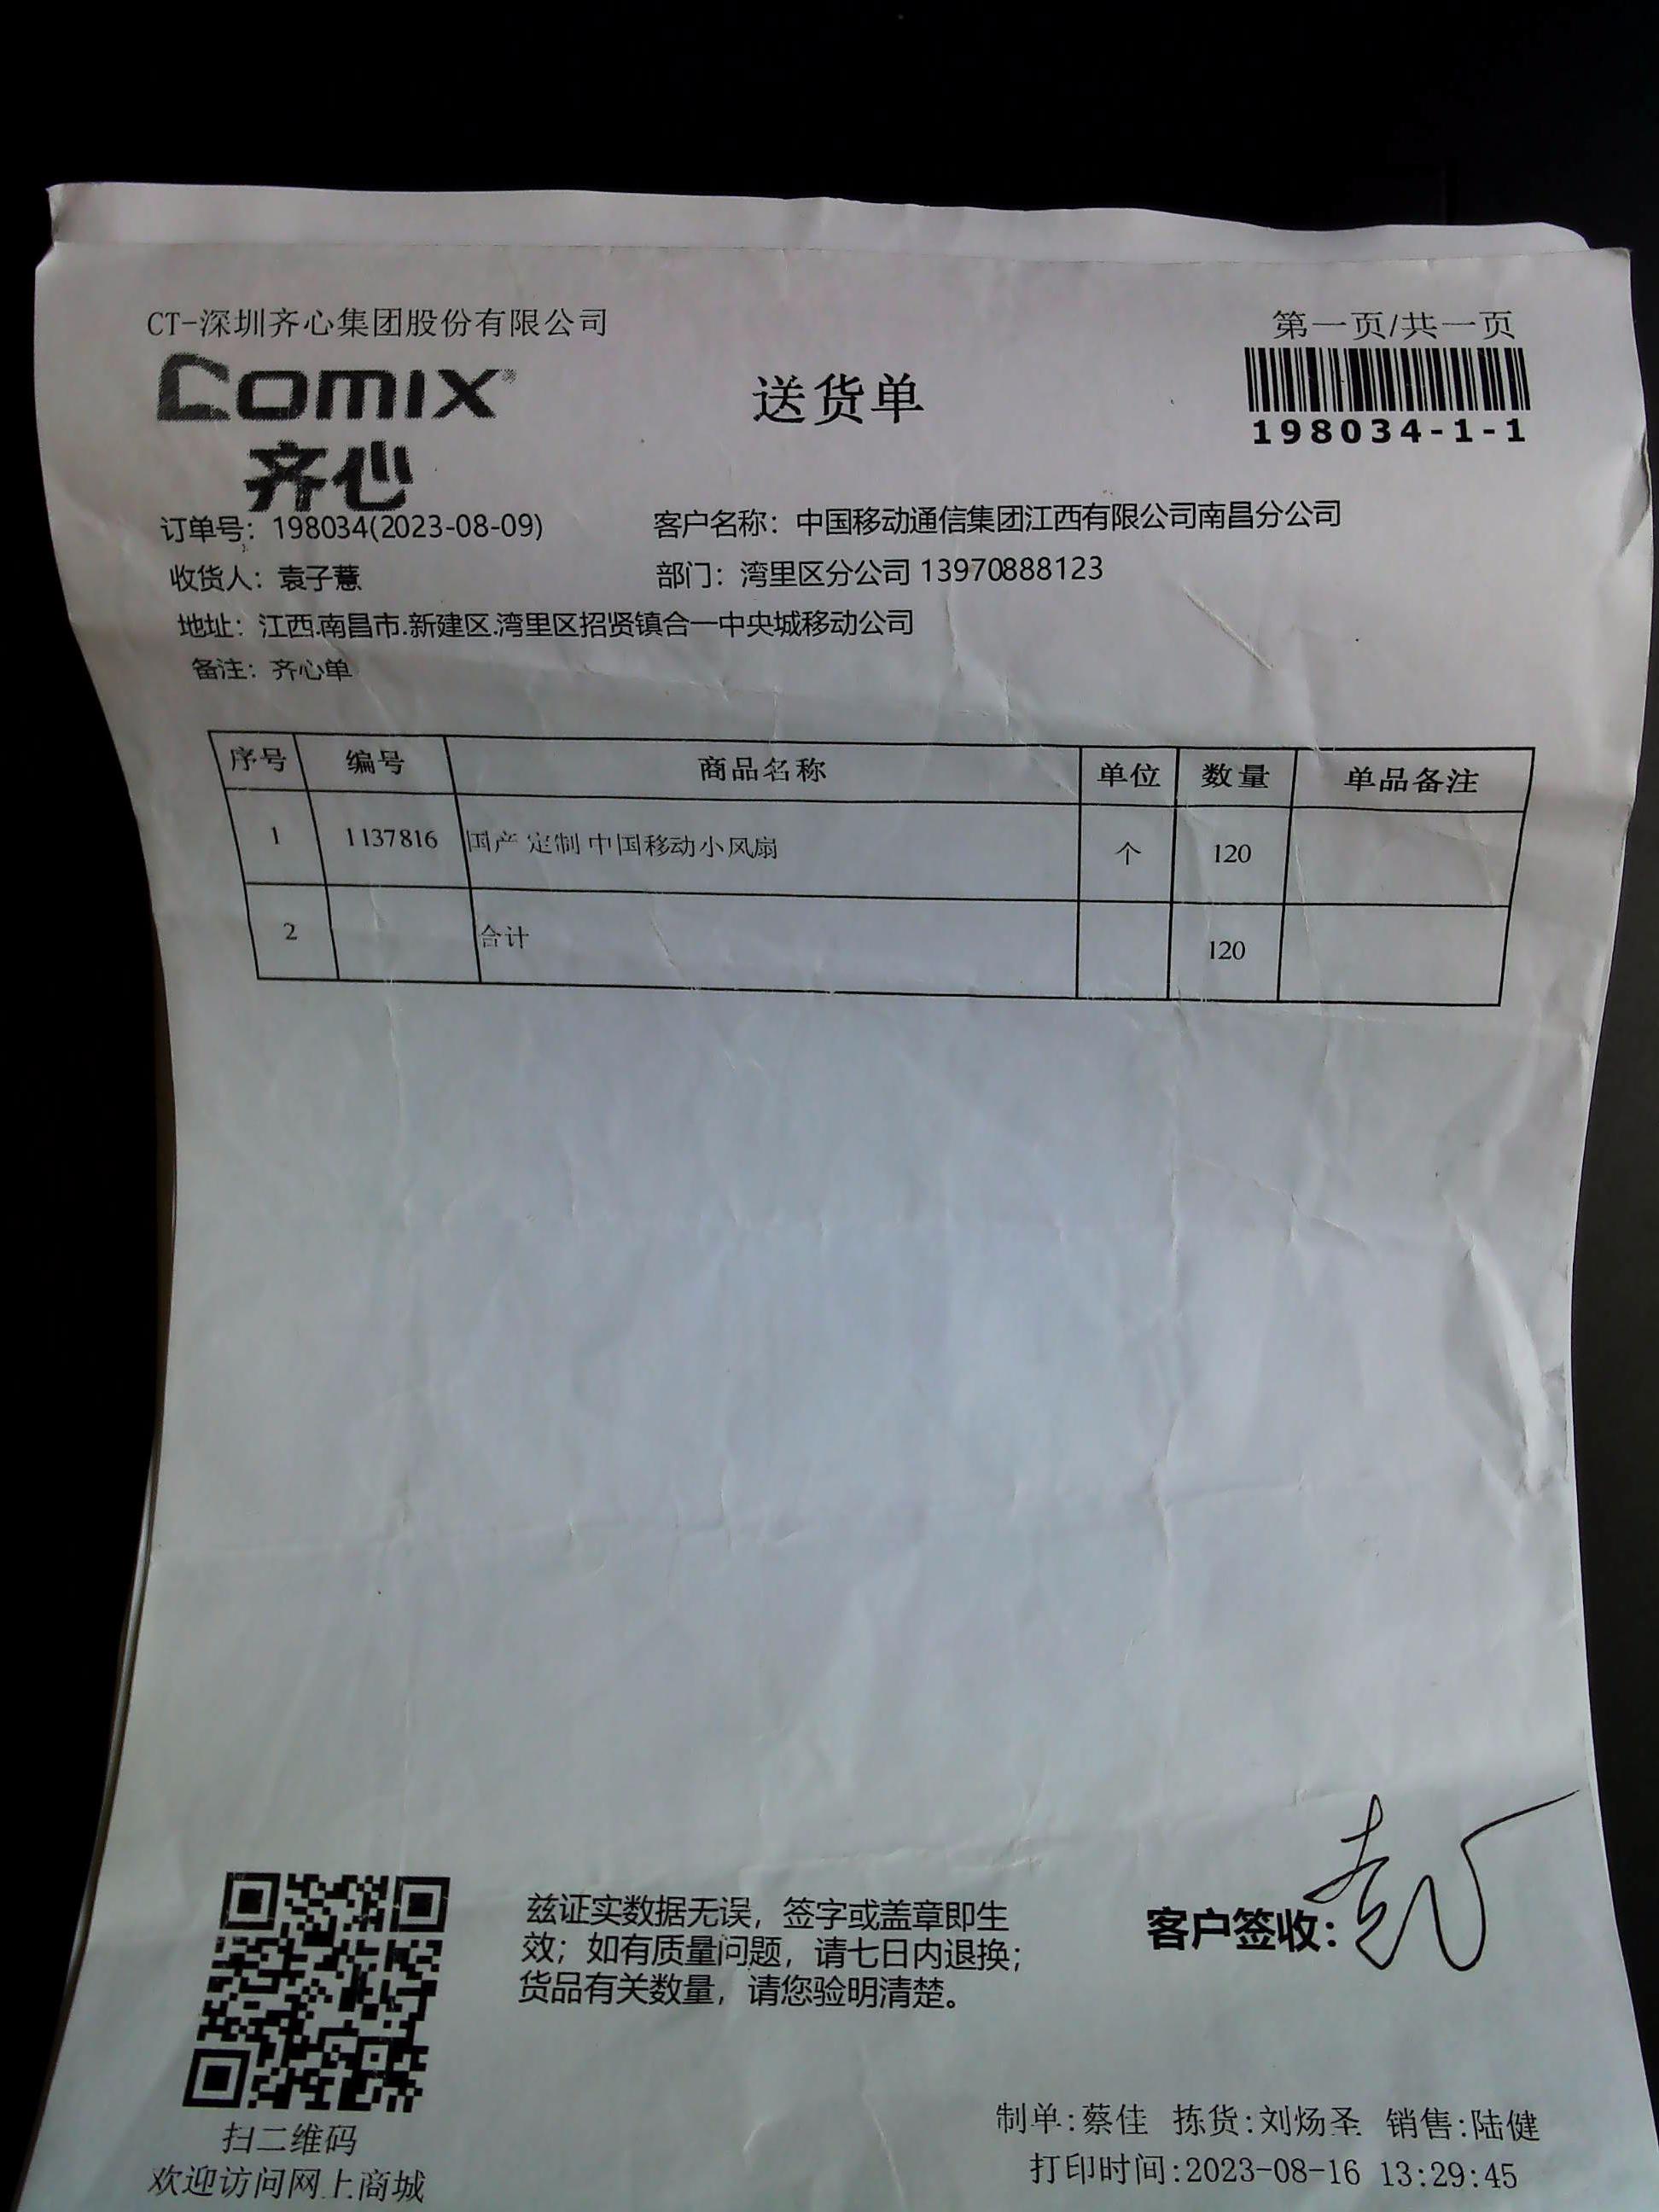 CT-深圳齐心集团股份有限公司
第一页/共一页
COMIX
齐心
送货单
198034-1-1
订单号：198034(2023-08-09)
客户名称：中国移动通信集团江西有限公司南昌分公司
收货人：袁子薏
部门：湾里区分公司 13970888123
地址：江西.南昌市.新建区.湾里区招贤镇合一中央城移动公司
备注：齐心单
序号 编号 商品名称 单位 数量 单品备注
1 1137816 国产 定制 中国移动小风扇 个 120
2 合计 120
兹证实数据无误，签字或盖章即生
效；如有质量问题，请七日内退换；
货品有关数量，请您验明清楚。
客户签收：
扫二维码
欢迎访问网上商城
制单:蔡佳 拣货:刘炀圣 销售:陆健
打印时间:2023-08-16 13:29:45